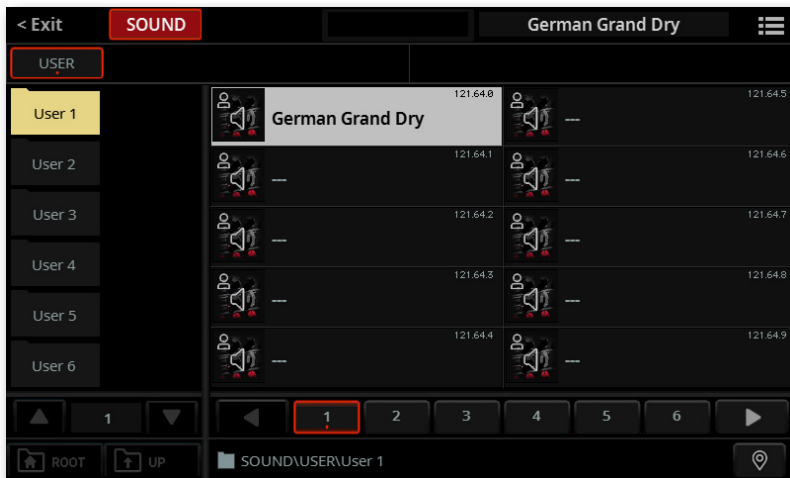 < Exit SOUND German Grand Dry
USER
User 1
User 2
User 3
User 4
User 5
User 6
121.64.0
German Grand Dry
121.64.5
---
121.64.1
---
121.64.6
---
121.64.2
---
121.64.7
---
121.64.3
---
121.64.8
---
121.64.4
---
121.64.9
---
1
1 2 3 4 5 6
ROOT UP
SOUND\USER\User 1